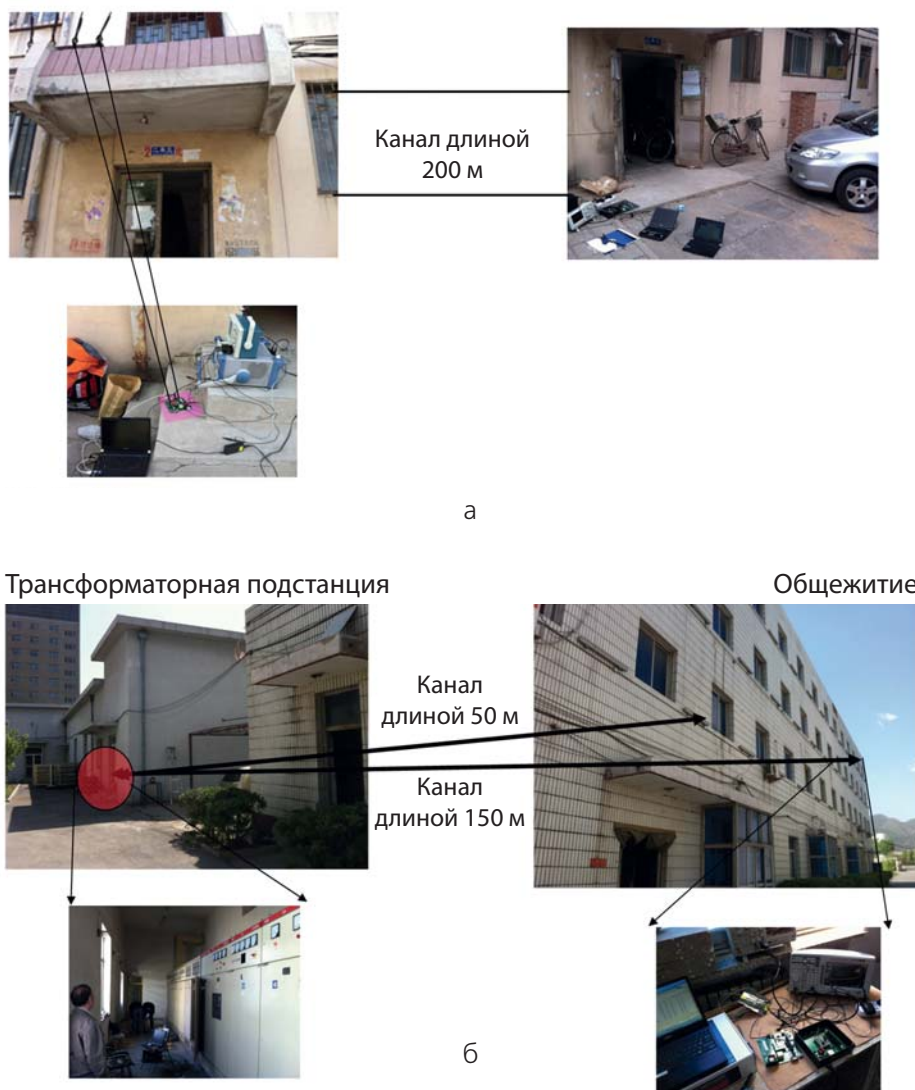 Канал длиной
200 м
а
Трансформаторная подстанция
Общежитие
Канал
длиной 50 м
Канал
длиной 150 м
б